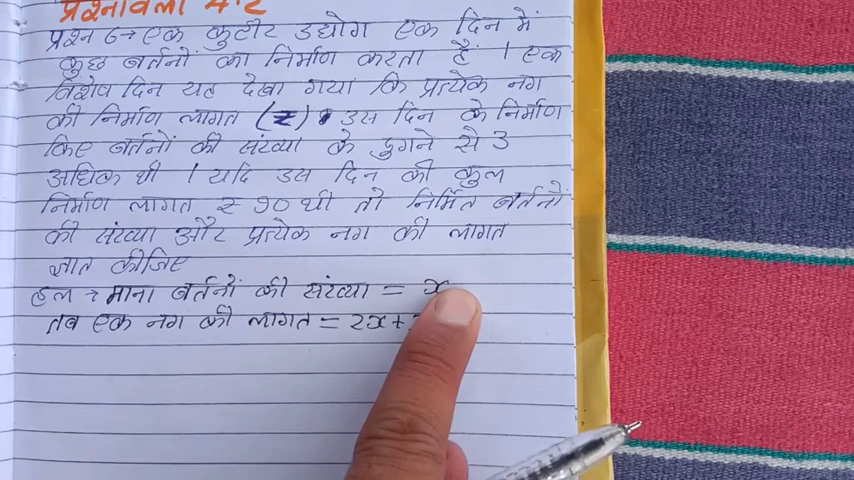 प्रश्नावली 4.2
प्रश्न 6→ एक कुटीर उद्योग एक दिन में
कुछ बर्तनों का निर्माण करता है । एक
विशेष दिन यह देखा गया कि प्रत्येक नग
की निर्माण लागत (₹) उस दिन के निर्माण
किए बर्तनों की संख्या के दुगने से 3
अधिक थी । यदि उस दिन की कुल
निर्माण लागत ₹ 90 थी तो निर्मित बर्तनों
की संख्या और प्रत्येक नग की लागत
ज्ञात कीजिए
हल → माना बर्तनों की संख्या = x
तब एक नग की लागत = 2x+